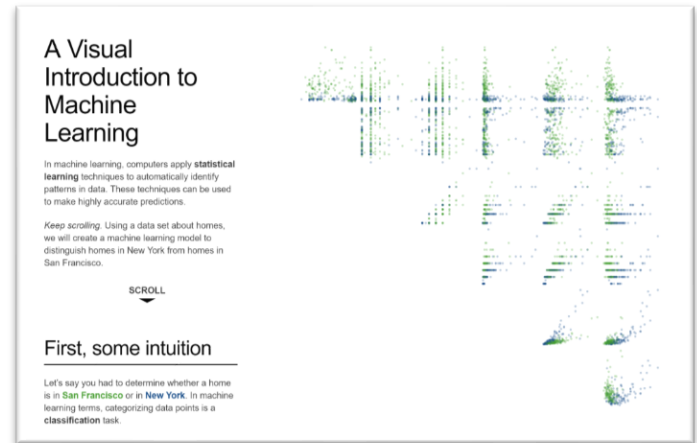 A Visual
Introduction to
Machine
Learning
In machine learning, computers apply statistical
learning techniques to automatically identify
patterns in data. These techniques can be used
to make highly accurate predictions.
Keep scrolling. Using a data set about homes,
we will create a machine learning model to
distinguish homes in New York from homes in
San Francisco.
SCROLL
First, some intuition
Let's say you had to determine whether a home
is in San Francisco or in New York. In machine
learning terms, categorizing data points is a
classification task.